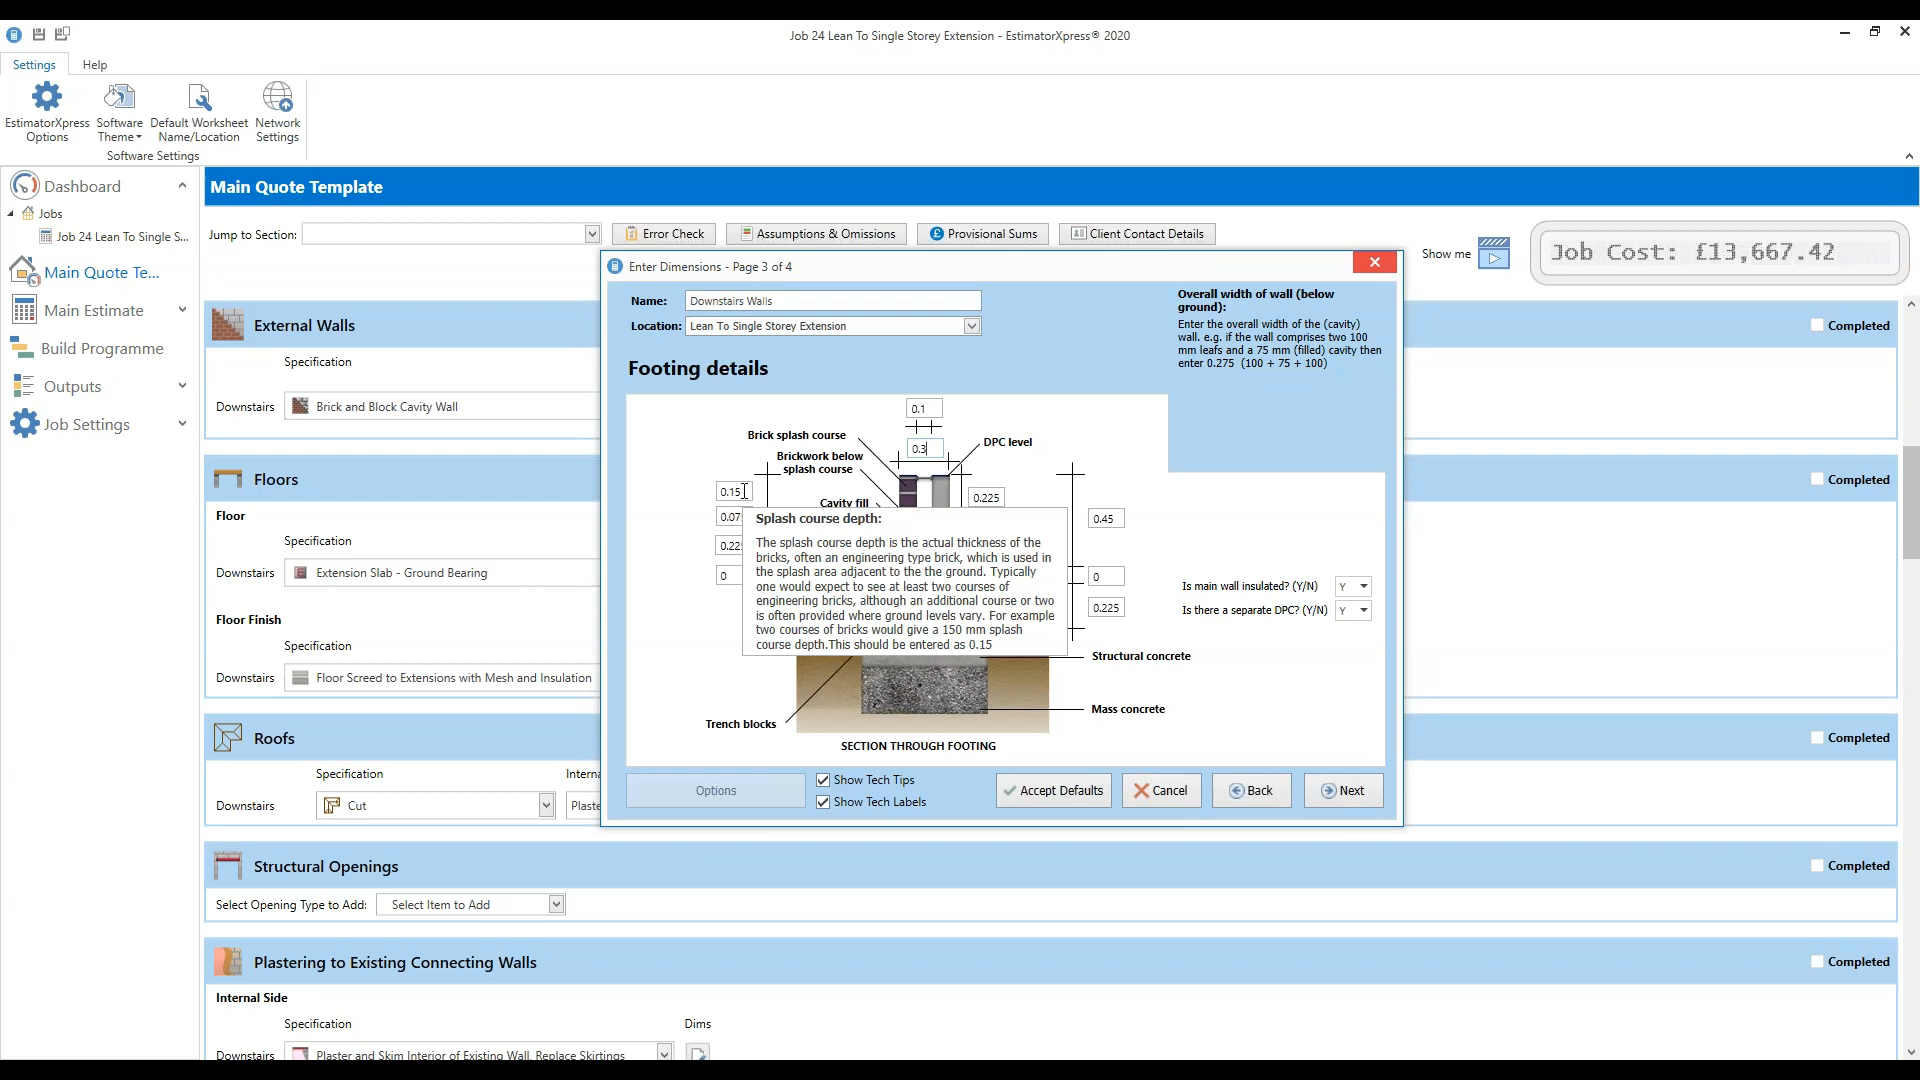 Job 24 Lean To Single Storey Extension - EstimatorXpress® 2020
Settings
Help
EstimatorXpress
Options
Software
Theme
Default Worksheet
Name/Location
Network
Settings
Software Settings
Dashboard
Jobs
Job 24 Lean To Single S...
Main Quote Te...
Main Estimate
Build Programme
Outputs
Job Settings
Main Quote Template
Jump to Section:
Error Check
Assumptions & Omissions
Provisional Sums
Client Contact Details
Show me
Job Cost: £13,667.42
External Walls
Completed
Specification
Downstairs
Brick and Block Cavity Wall
Floors
Completed
Floor
Specification
Downstairs
Extension Slab - Ground Bearing
Floor Finish
Specification
Downstairs
Floor Screed to Extensions with Mesh and Insulation
Roofs
Completed
Specification
Interna
Downstairs
Cut
Plaste
Structural Openings
Completed
Select Opening Type to Add:
Select Item to Add
Plastering to Existing Connecting Walls
Completed
Internal Side
Specification
Dims
Downstairs
Plaster and Skim Interior of Existing Wall, Replace Skirtings
Enter Dimensions - Page 3 of 4
Name:
Downstairs Walls
Location:
Lean To Single Storey Extension
Footing details
Overall width of wall (below
ground):
Enter the overall width of the (cavity)
wall. e.g. if the wall comprises two 100
mm leafs and a 75 mm (filled) cavity then
enter 0.275 (100 + 75 + 100)
0.1
Brick splash course
DPC level
0.3
Brickwork below
splash course
0.15
Cavity fill
0.225
0.07
0.45
0.22
0
0
0.225
Splash course depth:
The splash course depth is the actual thickness of the
bricks, often an engineering type brick, which is used in
the splash area adjacent to the the ground. Typically
one would expect to see at least two courses of
engineering bricks, although an additional course or two
is often provided where ground levels vary. For example
two courses of bricks would give a 150 mm splash
course depth.This should be entered as 0.15
Is main wall insulated? (Y/N)
Y
Is there a separate DPC? (Y/N)
Y
Structural concrete
Mass concrete
Trench blocks
SECTION THROUGH FOOTING
Options
Show Tech Tips
Show Tech Labels
Accept Defaults
Cancel
Back
Next